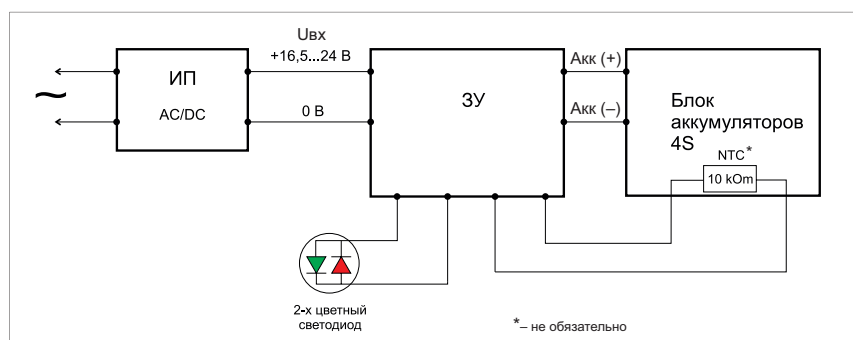 Uвх
+16,5...24 В
ИП
AC/DC
0 В
ЗУ
Акк (+)
Акк (–)
Блок
аккумуляторов
4S
NTC*
10 kOm
~
2-х цветный
светодиод
*– не обязательно